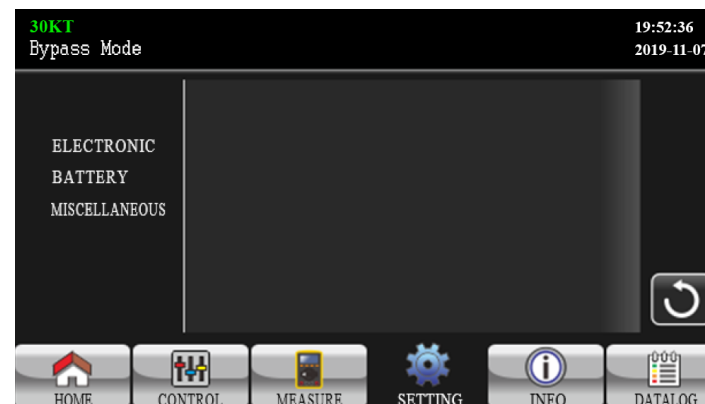 30KT
19:52:36
Bypass Mode
2019-11-07
ELECTRONIC
BATTERY
MISCELLANEOUS
HOME
CONTROL
MEASURE
SETTING
INFO
DATALOG